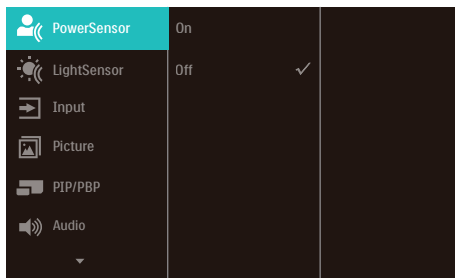 PowerSensor
On
LightSensor
Off
Input
Picture
PIP/PBP
Audio